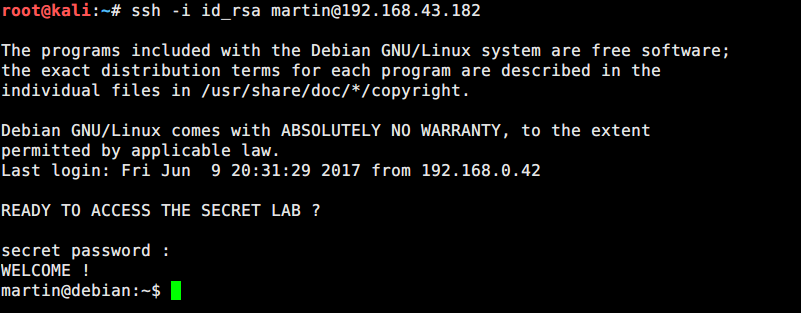 root@kali:~# ssh -i id_rsa martin@192.168.43.182
The programs included with the Debian GNU/Linux system are free software;
the exact distribution terms for each program are described in the
individual files in /usr/share/doc/*/copyright.
Debian GNU/Linux comes with ABSOLUTELY NO WARRANTY, to the extent
permitted by applicable law.
Last login: Fri Jun  9 20:31:29 2017 from 192.168.0.42
READY TO ACCESS THE SECRET LAB ?
secret password :
WELCOME !
martin@debian:~$